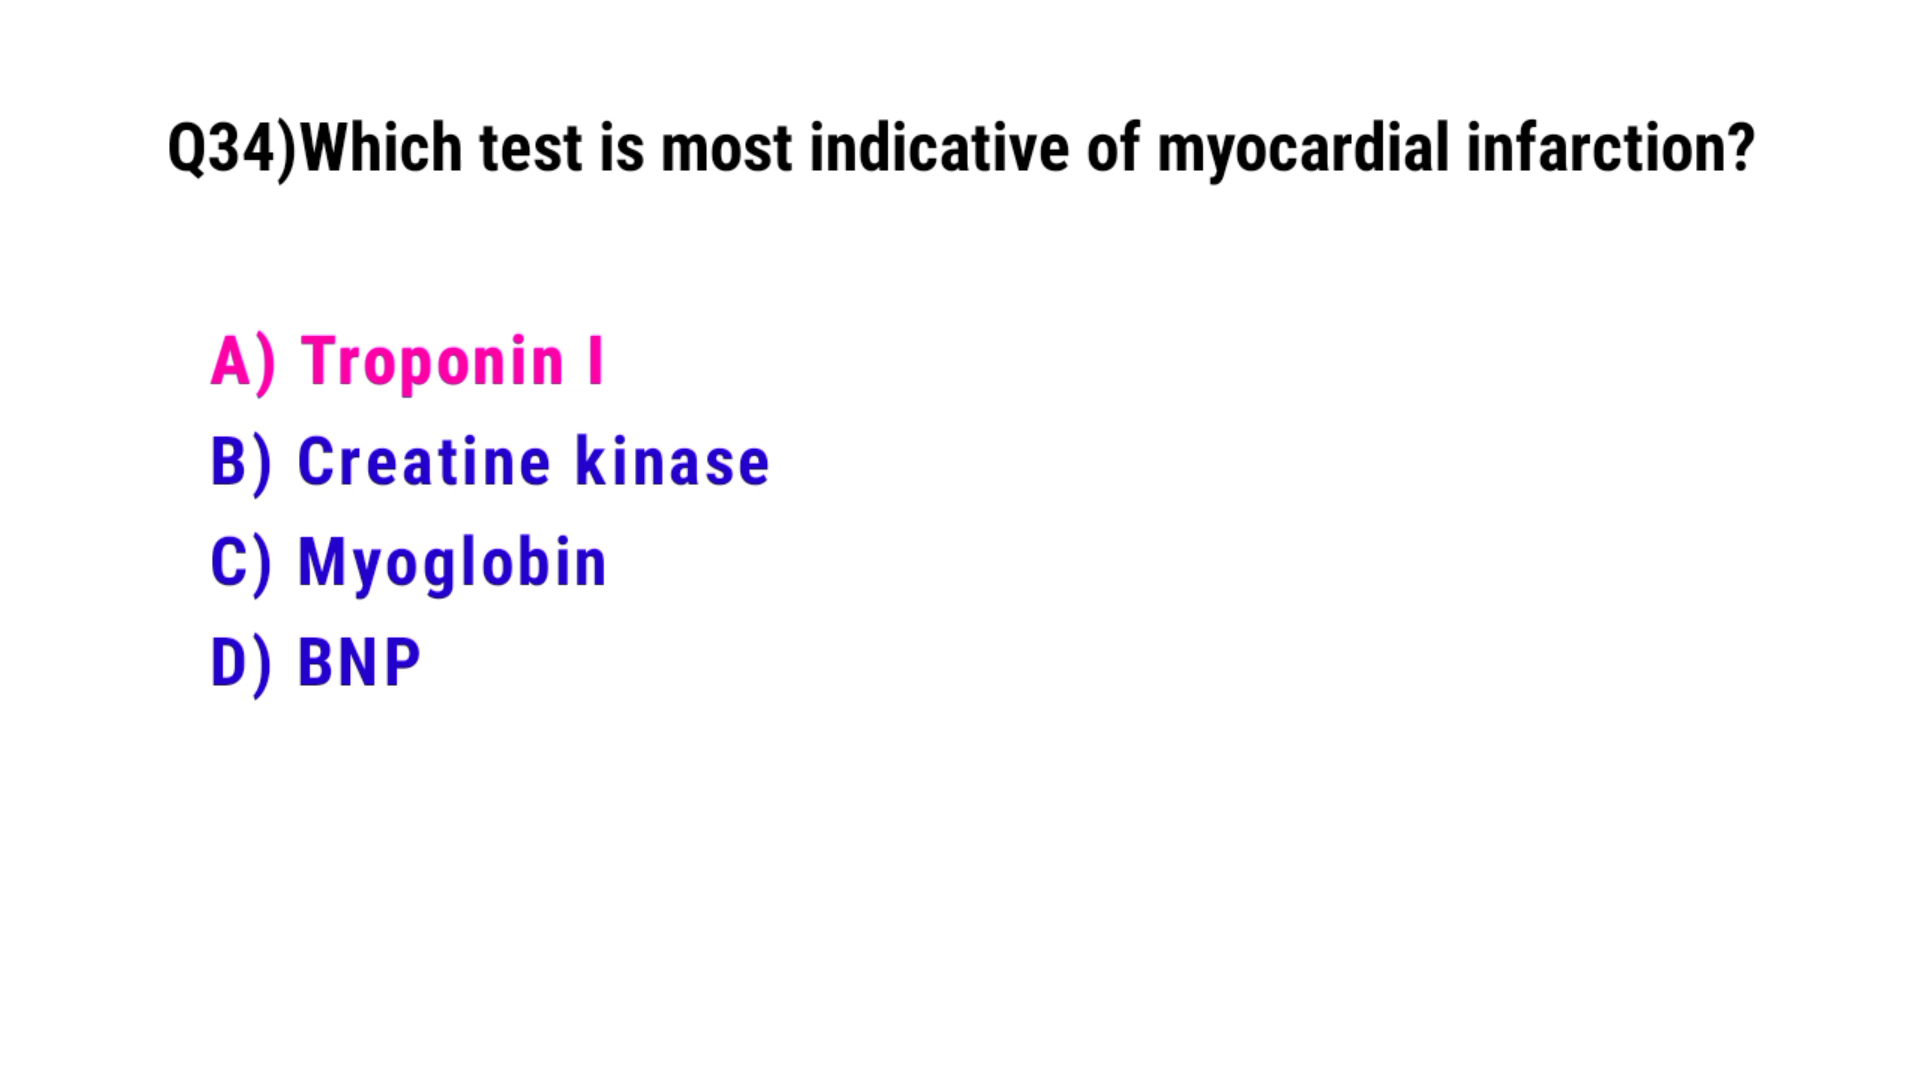 Q34)Which test is most indicative of myocardial infarction?
A) Troponin I
B) Creatine kinase
C) Myoglobin
D) BNP